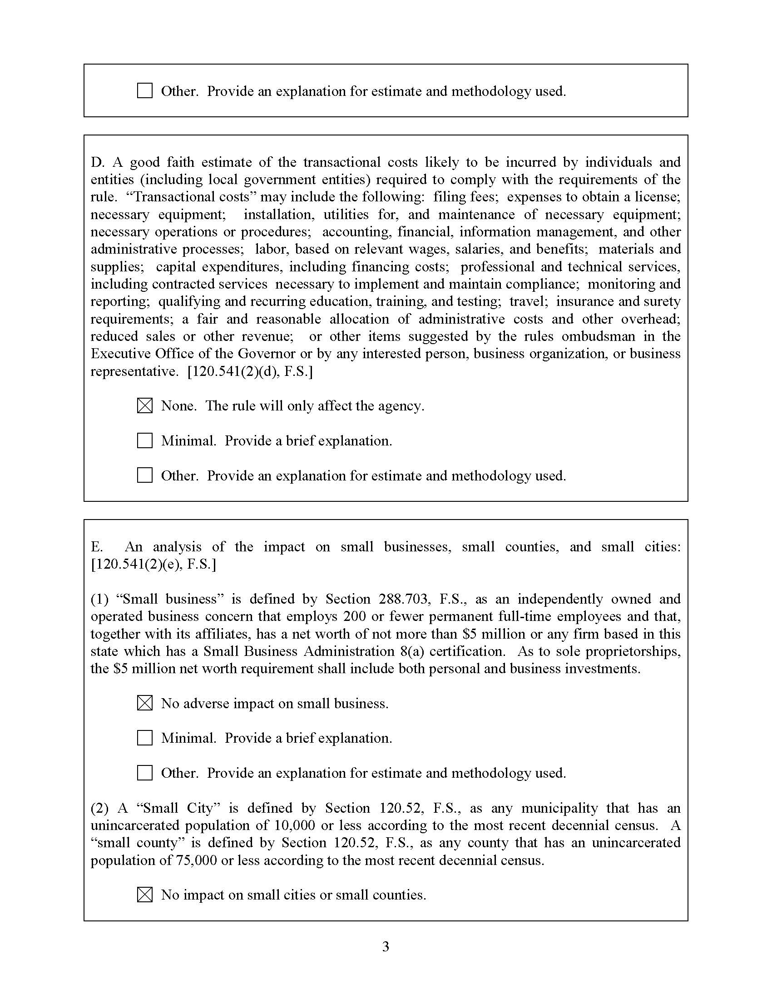 ☐ Other.  Provide an explanation for estimate and methodology used.
D. A good faith estimate of the transactional costs likely to be incurred by individuals and
entities (including local government entities) required to comply with the requirements of the
rule.  “Transactional costs” may include the following:  filing fees;  expenses to obtain a license;
necessary equipment;  installation, utilities for, and maintenance of necessary equipment;
necessary operations or procedures;  accounting, financial, information management, and other
administrative processes;  labor, based on relevant wages, salaries, and benefits;  materials and
supplies;  capital expenditures, including financing costs;  professional and technical services,
including contracted services  necessary to implement and maintain compliance;  monitoring and
reporting;  qualifying and recurring education, training, and testing;  travel;  insurance and surety
requirements; a fair and reasonable allocation of administrative costs and other overhead;
reduced sales or other revenue;  or other items suggested by the rules ombudsman in the
Executive Office of the Governor or by any interested person, business organization, or business
representative.  [120.541(2)(d), F.S.]
☒ None.  The rule will only affect the agency.
☐ Minimal.  Provide a brief explanation.
☐ Other.  Provide an explanation for estimate and methodology used.
E.  An analysis of the impact on small businesses, small counties, and small cities:
[120.541(2)(e), F.S.]
(1) “Small business” is defined by Section 288.703, F.S., as an independently owned and
operated business concern that employs 200 or fewer permanent full-time employees and that,
together with its affiliates, has a net worth of not more than $5 million or any firm based in this
state which has a Small Business Administration 8(a) certification.  As to sole proprietorships,
the $5 million net worth requirement shall include both personal and business investments.
☒ No adverse impact on small business.
☐ Minimal.  Provide a brief explanation.
☐ Other.  Provide an explanation for estimate and methodology used.
(2) A “Small City” is defined by Section 120.52, F.S., as any municipality that has an
unincarcerated population of 10,000 or less according to the most recent decennial census.  A
“small county” is defined by Section 120.52, F.S., as any county that has an unincarcerated
population of 75,000 or less according to the most recent decennial census.
☒ No impact on small cities or small counties.
3